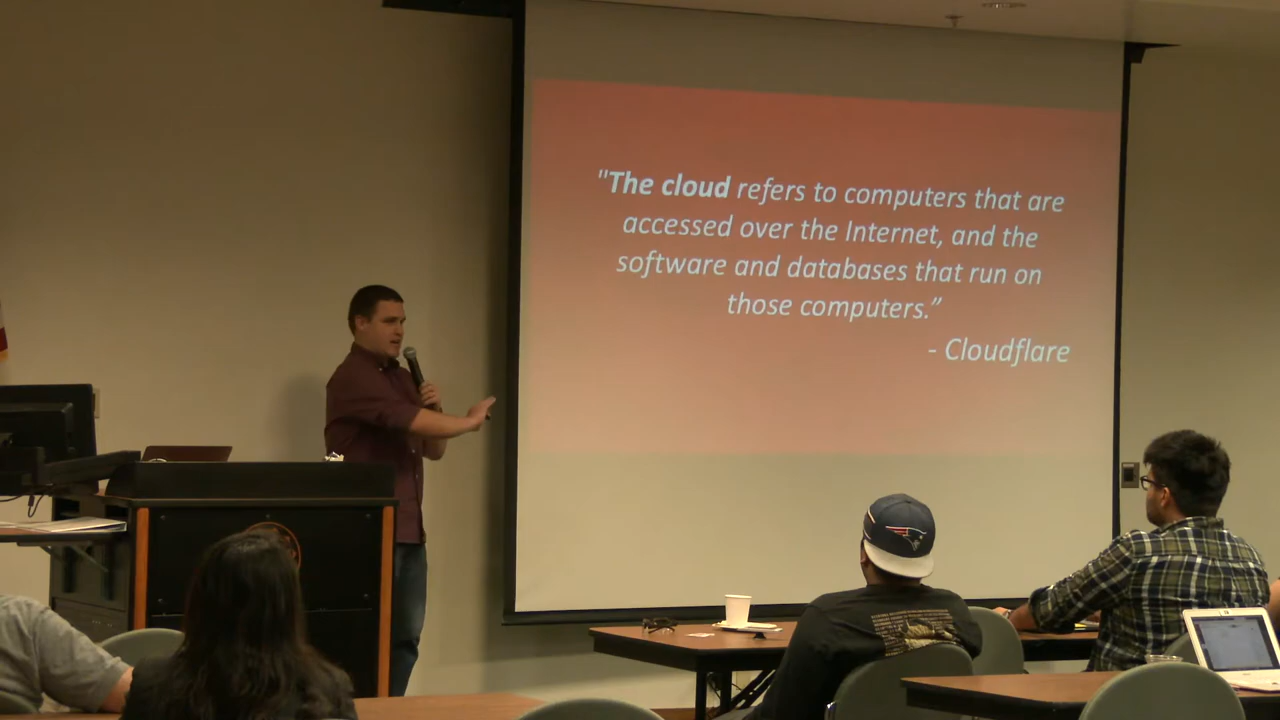 "The cloud refers to computers that are
accessed over the Internet, and the
software and databases that run on
those computers.”
- Cloudflare